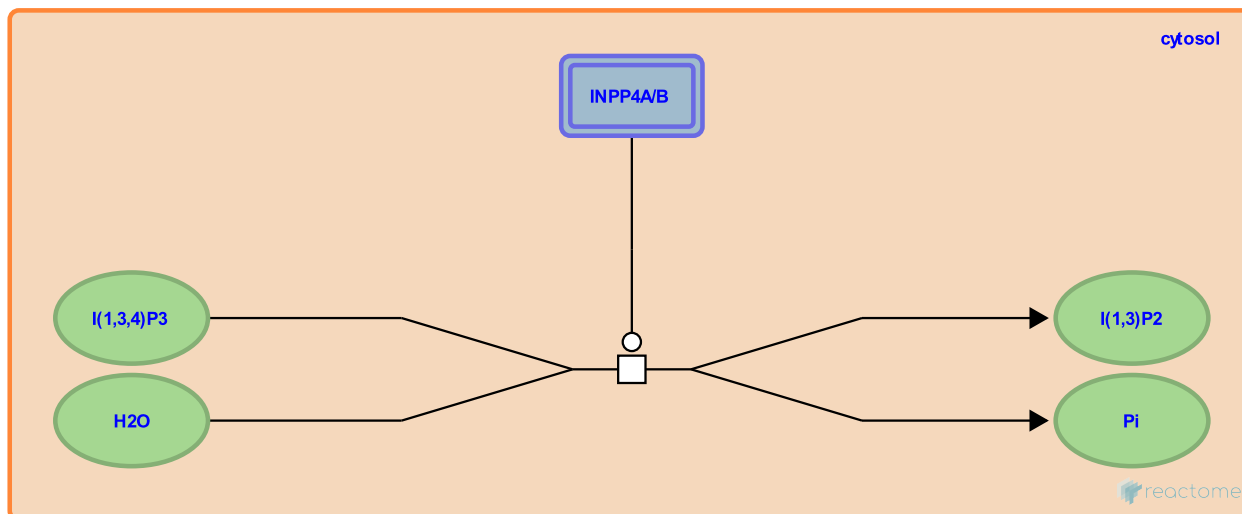 cytosol
INPP4A/B
I(1,3,4)P3
I(1,3)P2
H2O
Pi
reactome